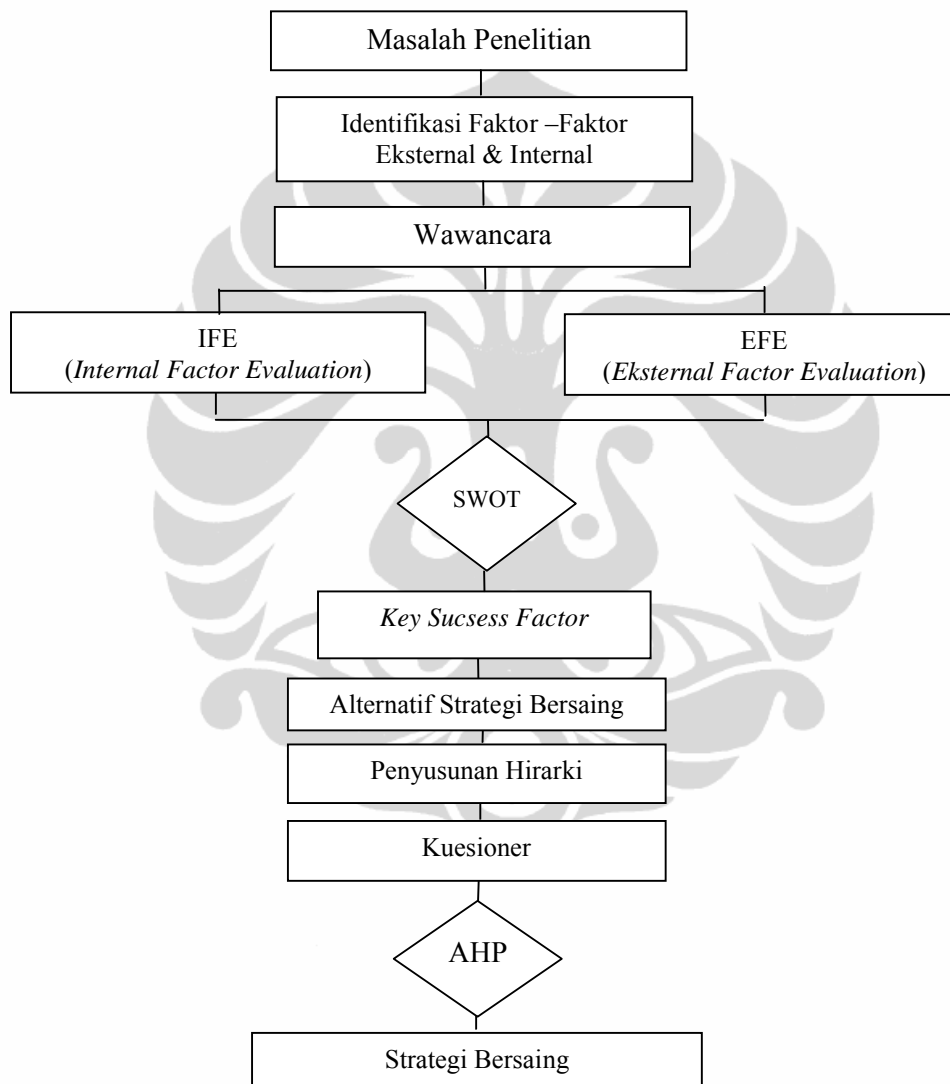 Masalah Penelitian
Identifikasi Faktor –Faktor
Eksternal & Internal
Wawancara
IFE
(Internal Factor Evaluation)
EFE
(Eksternal Factor Evaluation)
SWOT
Key Sucsess Factor
Alternatif Strategi Bersaing
Penyusunan Hirarki
Kuesioner
AHP
Strategi Bersaing